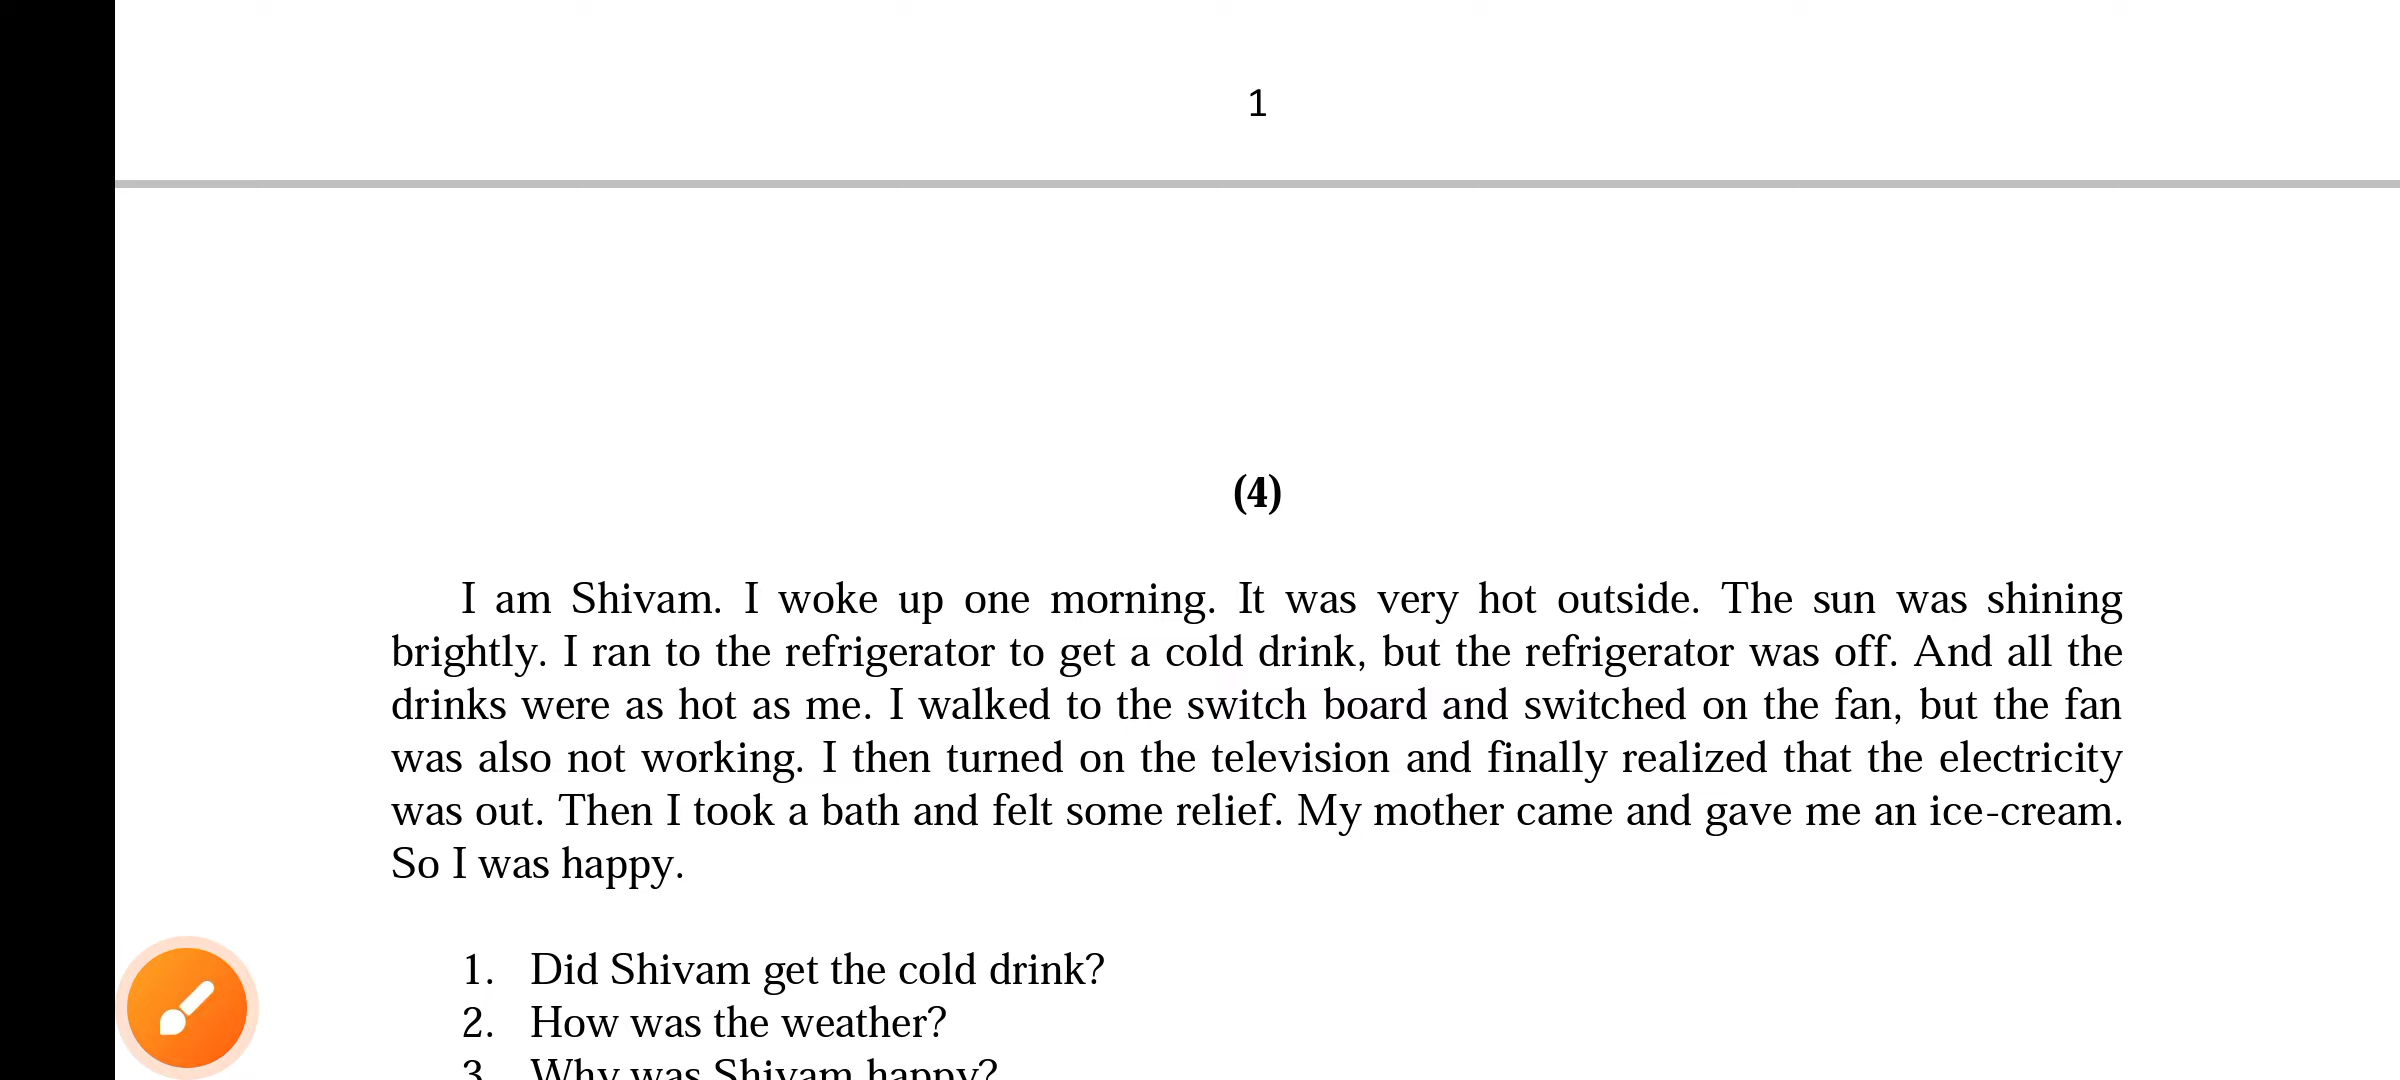 1
(4)
I am Shivam. I woke up one morning. It was very hot outside. The sun was shining
brightly. I ran to the refrigerator to get a cold drink, but the refrigerator was off. And all the
drinks were as hot as me. I walked to the switch board and switched on the fan, but the fan
was also not working. I then turned on the television and finally realized that the electricity
was out. Then I took a bath and felt some relief. My mother came and gave me an ice-cream.
So I was happy.
1. Did Shivam get the cold drink?
2. How was the weather?
3. Why was Shivam happy?